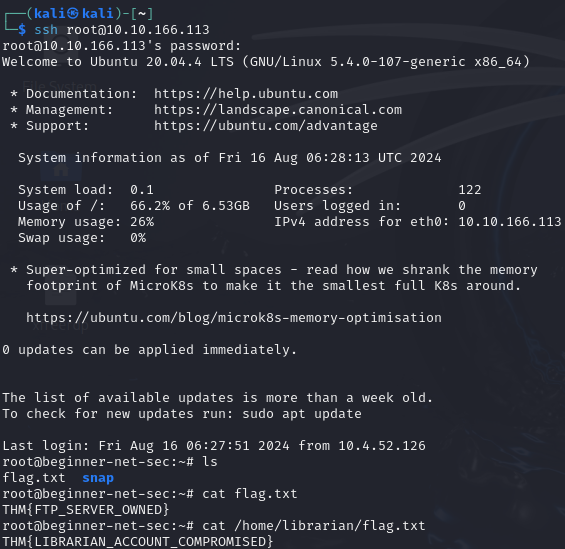 ┌──(kali㉿kali)-[~]
└─$ ssh root@10.10.166.113
root@10.10.166.113's password:
Welcome to Ubuntu 20.04.4 LTS (GNU/Linux 5.4.0-107-generic x86_64)
* Documentation:  https://help.ubuntu.com
* Management:     https://landscape.canonical.com
* Support:        https://ubuntu.com/advantage
System information as of Fri 16 Aug 06:28:13 UTC 2024
System load:  0.1               Processes:             122
Usage of /:   66.2% of 6.53GB   Users logged in:       0
Memory usage: 26%               IPv4 address for eth0: 10.10.166.113
Swap usage:   0%
* Super-optimized for small spaces - read how we shrank the memory
footprint of MicroK8s to make it the smallest full K8s around.
https://ubuntu.com/blog/microk8s-memory-optimisation
0 updates can be applied immediately.
The list of available updates is more than a week old.
To check for new updates run: sudo apt update
Last login: Fri Aug 16 06:27:51 2024 from 10.4.52.126
root@beginner-net-sec:~# ls
flag.txt  snap
root@beginner-net-sec:~# cat flag.txt
THM{FTP_SERVER_OWNED}
root@beginner-net-sec:~# cat /home/librarian/flag.txt
THM{LIBRARIAN_ACCOUNT_COMPROMISED}